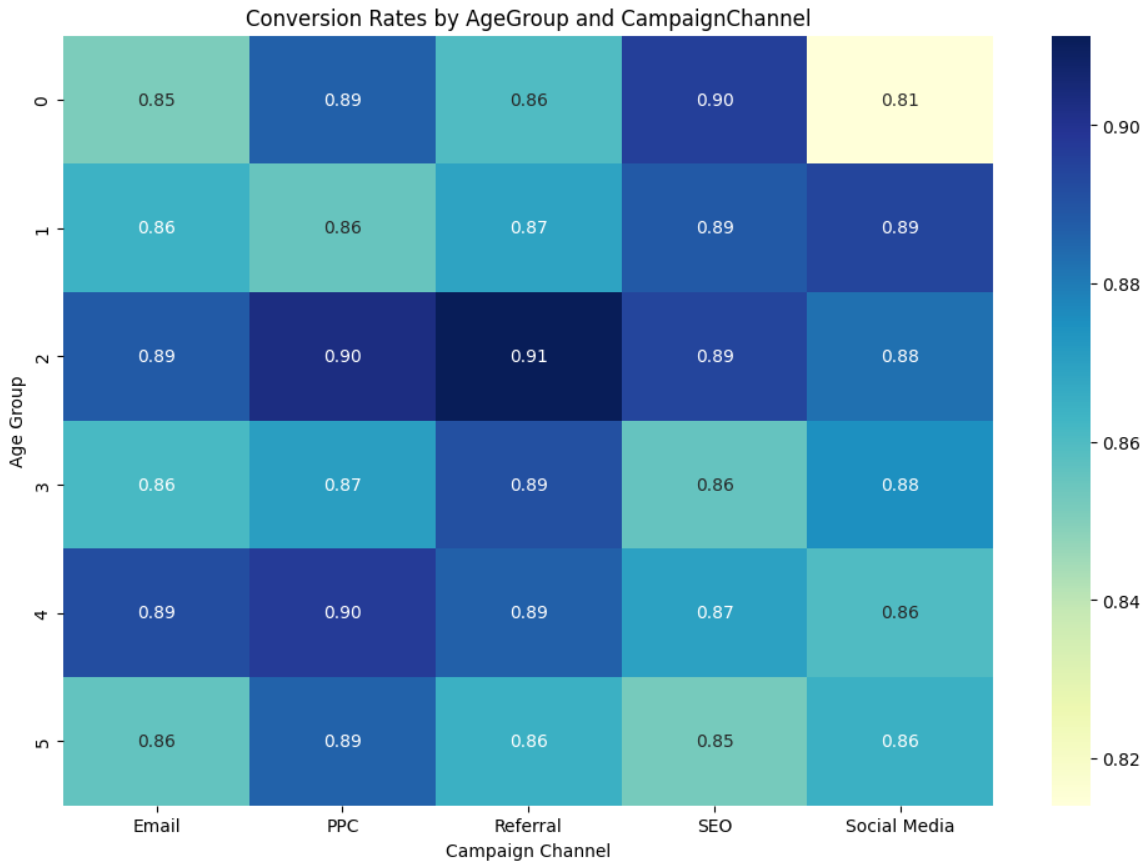 Conversion Rates by AgeGroup and CampaignChannel
0 0.85 0.89 0.86 0.90 0.81
0.90
1 0.86 0.86 0.87 0.89 0.89
0.88
2 0.89 0.90 0.91 0.89 0.88
Age Group
3 0.86 0.87 0.89 0.86 0.88
0.86
4 0.89 0.90 0.89 0.87 0.86
0.84
5 0.86 0.89 0.86 0.85 0.86
0.82
Email PPC Referral SEO Social Media
Campaign Channel